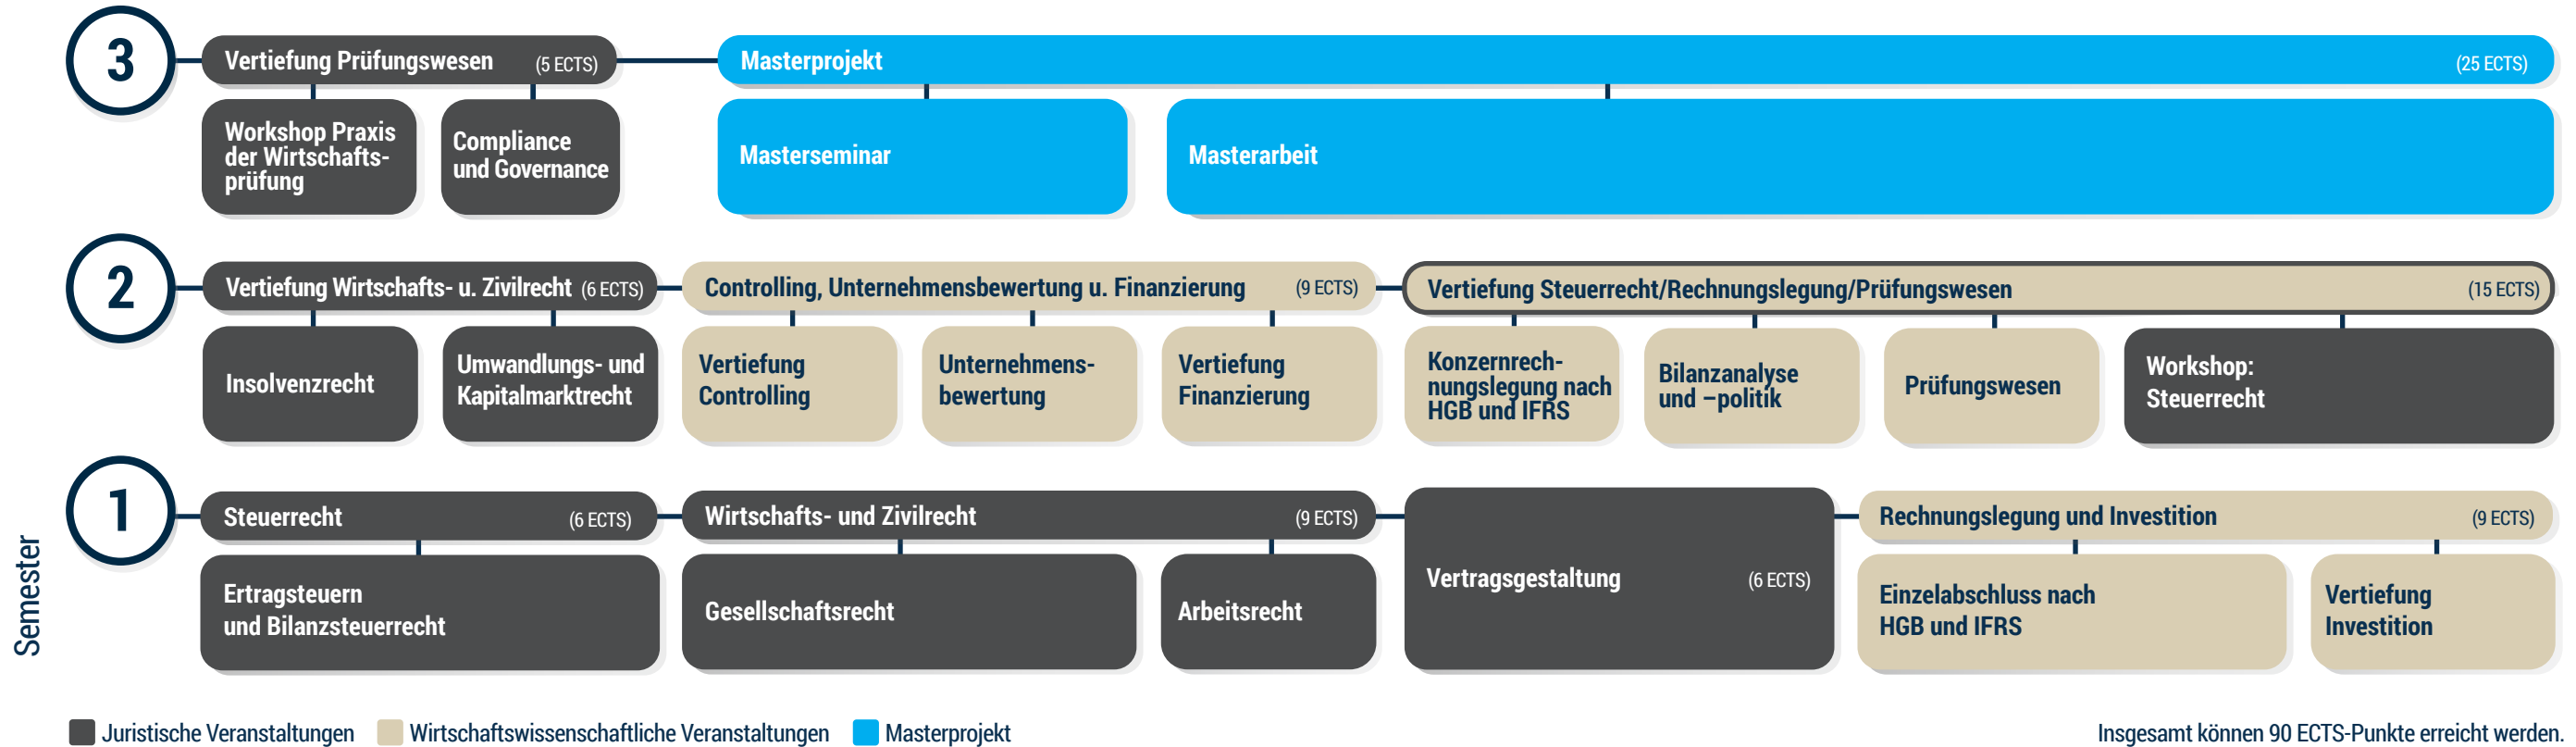 3
Vertiefung Prüfungswesen (5 ECTS)
Masterprojekt (25 ECTS)
Workshop Praxis
der Wirtschafts-
prüfung
Compliance
und Governance
Masterseminar
Masterarbeit
2
Vertiefung Wirtschafts- u. Zivilrecht (6 ECTS)
Controlling, Unternehmensbewertung u. Finanzierung (9 ECTS)
Vertiefung Steuerrecht/Rechnungslegung/Prüfungswesen (15 ECTS)
Insolvenzrecht
Umwandlungs- und
Kapitalmarktrecht
Vertiefung
Controlling
Unternehmens-
bewertung
Vertiefung
Finanzierung
Konzernrech-
nungslegung nach
HGB und IFRS
Bilanzanalyse
und –politik
Prüfungswesen
Workshop:
Steuerrecht
Semester
1
Steuerrecht (6 ECTS)
Wirtschafts- und Zivilrecht (9 ECTS)
Vertragsgestaltung (6 ECTS)
Rechnungslegung und Investition (9 ECTS)
Ertragsteuern
und Bilanzsteuerrecht
Gesellschaftsrecht
Arbeitsrecht
Einzelabschluss nach
HGB und IFRS
Vertiefung
Investition
Juristische Veranstaltungen
Wirtschaftswissenschaftliche Veranstaltungen
Masterprojekt
Insgesamt können 90 ECTS-Punkte erreicht werden.